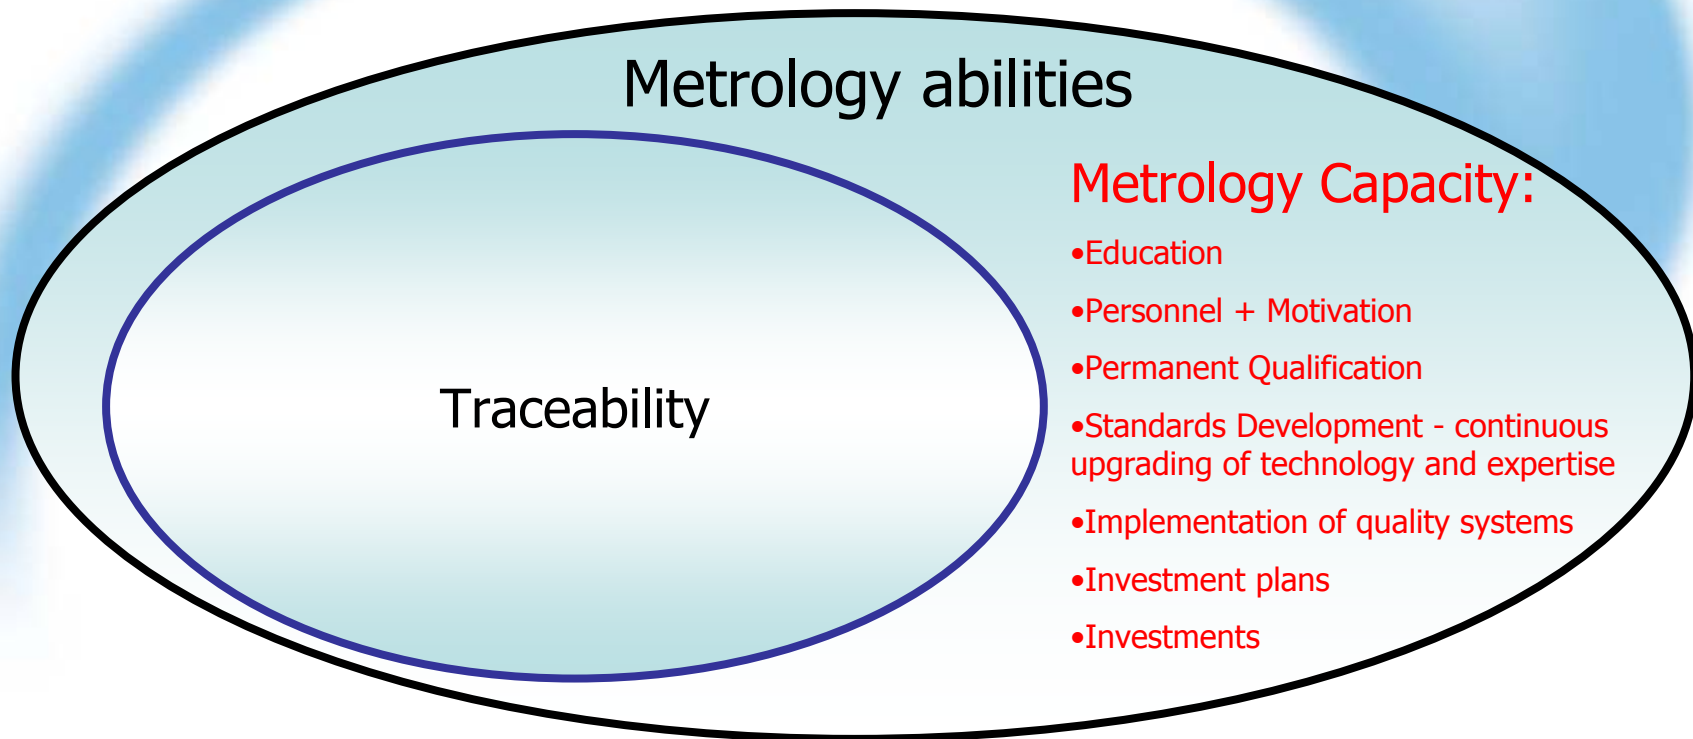 Metrology abilities
Metrology Capacity:
•Education
•Personnel + Motivation
•Permanent Qualification
Traceability
•Standards Development - continuous
upgrading of technology and expertise
•Implementation of quality systems
•Investment plans
•Investments